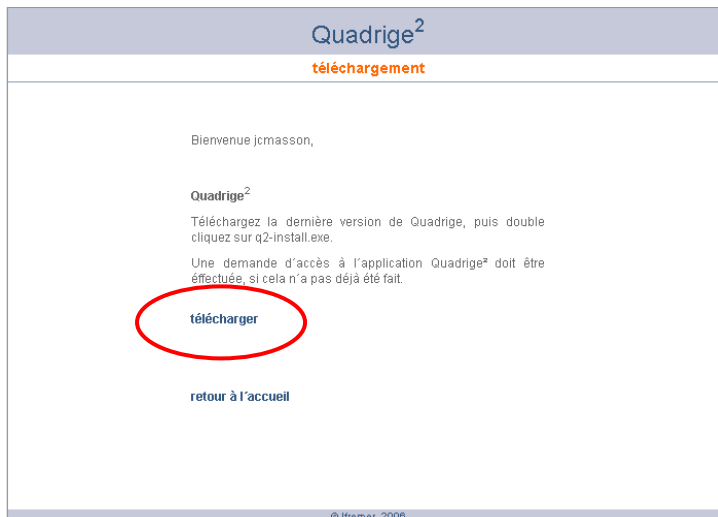 Quadrige²
téléchargement
Bienvenue jcmasson,
Quadrige²
Téléchargez la dernière version de Quadrige, puis double
cliquez sur q2-install.exe.
Une demande d´accès à l´application Quadrige² doit être
éffectuée, si cela n´a pas déjà été fait.
télécharger
retour à l´accueil
© Ifremer, 2006